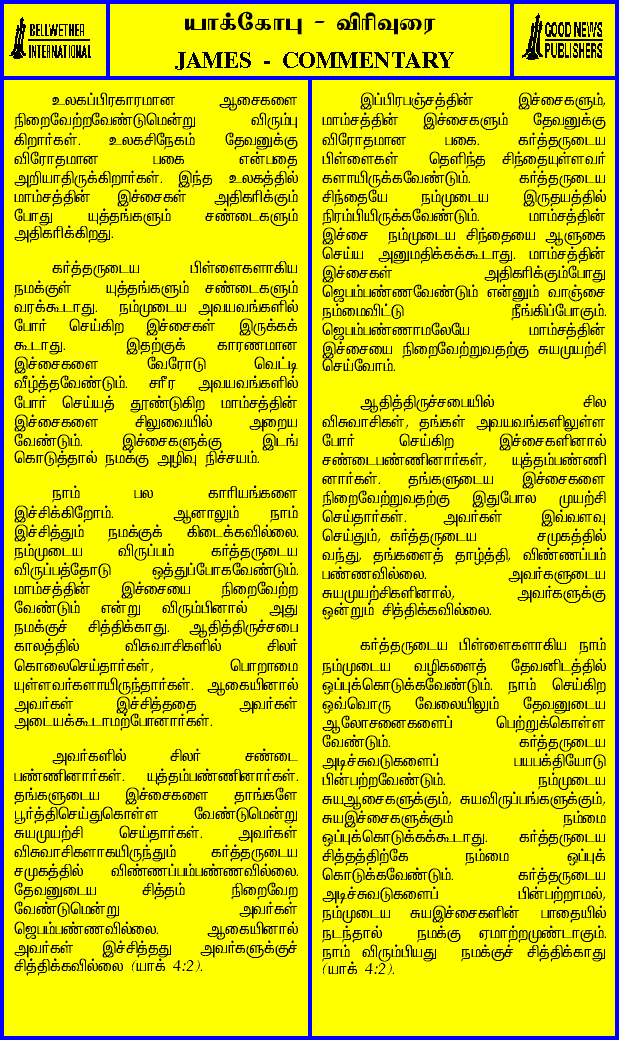 BELLWETHER
INTERNATIONAL
யாக்கோபு - விரிவுரை
JAMES - COMMENTARY
GOOD NEWS
PUBLISHERS
உலகப்பிரகாரமான ஆசைகளை
நிறைவேற்றவேண்டுமென்று விரும்பு
கிறார்கள். உலகசிநேகம் தேவனுக்கு
விரோதமான பகை என்பதை
அறியாதிருக்கிறார்கள். இந்த உலகத்தில்
மாம்சத்தின் இச்சைகள் அதிகரிக்கும்
போது யுத்தங்களும் சண்டைகளும்
அதிகரிக்கிறது.
கர்த்தருடைய பிள்ளைகளாகிய
நமக்குள் யுத்தங்களும் சண்டைகளும்
வரக்கூடாது. நம்முடைய அவயவங்களில்
போர் செய்கிற இச்சைகள் இருக்கக்
கூடாது. இதற்குக் காரணமான
இச்சைகளை வேரோடு வெட்டி
வீழ்த்தவேண்டும். சரீர அவயவங்களில்
போர் செய்யத் தூண்டுகிற மாம்சத்தின்
இச்சைகளை சிலுவையில் அறைய
வேண்டும். இச்சைகளுக்கு இடங்
கொடுத்தால் நமக்கு அழிவு நிச்சயம்.
நாம் பல காரியங்களை
இச்சிக்கிறோம். ஆனாலும் நாம்
இச்சித்தும் நமக்குக் கிடைக்கவில்லை.
நம்முடைய விருப்பம் கர்த்தருடைய
விருப்பத்தோடு ஒத்துப்போகவேண்டும்.
மாம்சத்தின் இச்சையை நிறைவேற்ற
வேண்டும் என்று விரும்பினால் அது
நமக்குச் சித்திக்காது. ஆதித்திருச்சபை
காலத்தில் விசுவாசிகளில் சிலர்
கொலைசெய்தார்கள், பொறாமை
யுள்ளவர்களாயிருந்தார்கள். ஆகையினால்
அவர்கள் இச்சித்ததை அவர்கள்
அடையக்கூடாமற்போனார்கள்.
அவர்களில் சிலர் சண்டை
பண்ணினார்கள். யுத்தம்பண்ணினார்கள்.
தங்களுடைய இச்சைகளை தாங்களே
பூர்த்திசெய்துகொள்ள வேண்டுமென்று
சுயமுயற்சி செய்தார்கள். அவர்கள்
விசுவாசிகளாகயிருந்தும் கர்த்தருடைய
சமுகத்தில் விண்ணப்பம்பண்ணவில்லை.
தேவனுடைய சித்தம் நிறைவேற
வேண்டுமென்று அவர்கள்
ஜெபம்பண்ணவில்லை. ஆகையினால்
அவர்கள் இச்சித்தது அவர்களுக்குச்
சித்திக்கவில்லை (யாக் 4:2).
இப்பிரபஞ்சத்தின் இச்சைகளும்,
மாம்சத்தின் இச்சைகளும் தேவனுக்கு
விரோதமான பகை. கர்த்தருடைய
பிள்ளைகள் தெளிந்த சிந்தையுள்ளவர்
களாயிருக்கவேண்டும். கர்த்தருடைய
சிந்தையே நம்முடைய இருதயத்தில்
நிரம்பியிருக்கவேண்டும். மாம்சத்தின்
இச்சை நம்முடைய சிந்தையை ஆளுகை
செய்ய அனுமதிக்கக்கூடாது. மாம்சத்தின்
இச்சைகள் அதிகரிக்கும்போது
ஜெபம்பண்ணவேண்டும் என்னும் வாஞ்சை
நம்மைவிட்டு நீங்கிப்போகும்.
ஜெபம்பண்ணாமலேயே மாம்சத்தின்
இச்சையை நிறைவேற்றுவதற்கு சுயமுயற்சி
செய்வோம்.
ஆதித்திருச்சபையில் சில
விசுவாசிகள், தங்கள் அவயவங்களிலுள்ள
போர் செய்கிற இச்சைகளினால்
சண்டைபண்ணினார்கள், யுத்தம்பண்ணி
னார்கள். தங்களுடைய இச்சைகளை
நிறைவேற்றுவதற்கு இதுபோல முயற்சி
செய்தார்கள். அவர்கள் இவ்வளவு
செய்தும், கர்த்தருடைய சமுகத்தில்
வந்து, தங்களைத் தாழ்த்தி, விண்ணப்பம்
பண்ணவில்லை. அவர்களுடைய
சுயமுயற்சிகளினால், அவர்களுக்கு
ஒன்றும் சித்திக்கவில்லை.
கர்த்தருடைய பிள்ளைகளாகிய நாம்
நம்முடைய வழிகளைத் தேவனிடத்தில்
ஒப்புக்கொடுக்கவேண்டும். நாம் செய்கிற
ஒவ்வொரு வேலையிலும் தேவனுடைய
ஆலோசனைகளைப் பெற்றுக்கொள்ள
வேண்டும். கர்த்தருடைய
அடிச்சுவடுகளைப் பயபக்தியோடு
பின்பற்றவேண்டும். நம்முடைய
சுயஆசைகளுக்கும், சுயவிருப்பங்களுக்கும்,
சுயஇச்சைகளுக்கும் நம்மை
ஒப்புக்கொடுக்கக்கூடாது. கர்த்தருடைய
சித்தத்திற்கே நம்மை ஒப்புக்
கொடுக்கவேண்டும். கர்த்தருடைய
அடிச்சுவடுகளைப் பின்பற்றாமல்,
நம்முடைய சுயஇச்சைகளின் பாதையில்
நடந்தால் நமக்கு ஏமாற்றமுண்டாகும்.
நாம் விரும்பியது நமக்குச் சித்திக்காது
(யாக் 4:2).